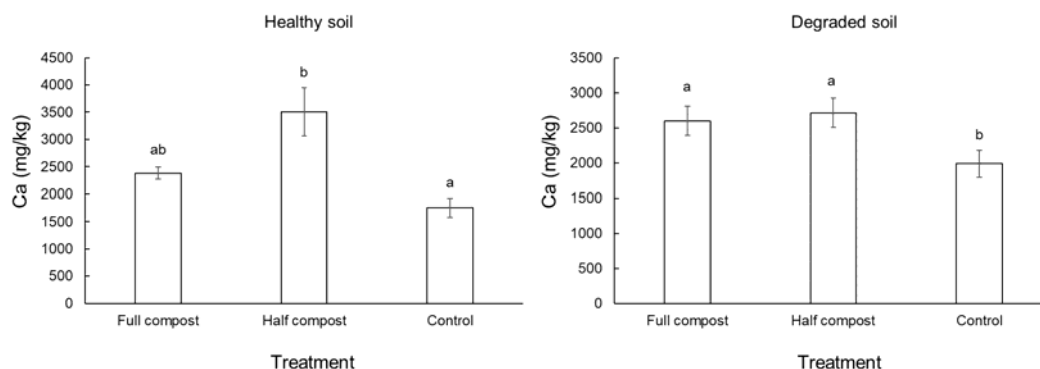 Healthy soil
Ca (mg/kg)
4500
4000
3500
3000
2500
2000
1500
1000
500
0
ab
b
a
Full compost Half compost Control
Treatment
Degraded soil
Ca (mg/kg)
3500
3000
2500
2000
1500
1000
500
0
a
a
b
Full compost Half compost Control
Treatment